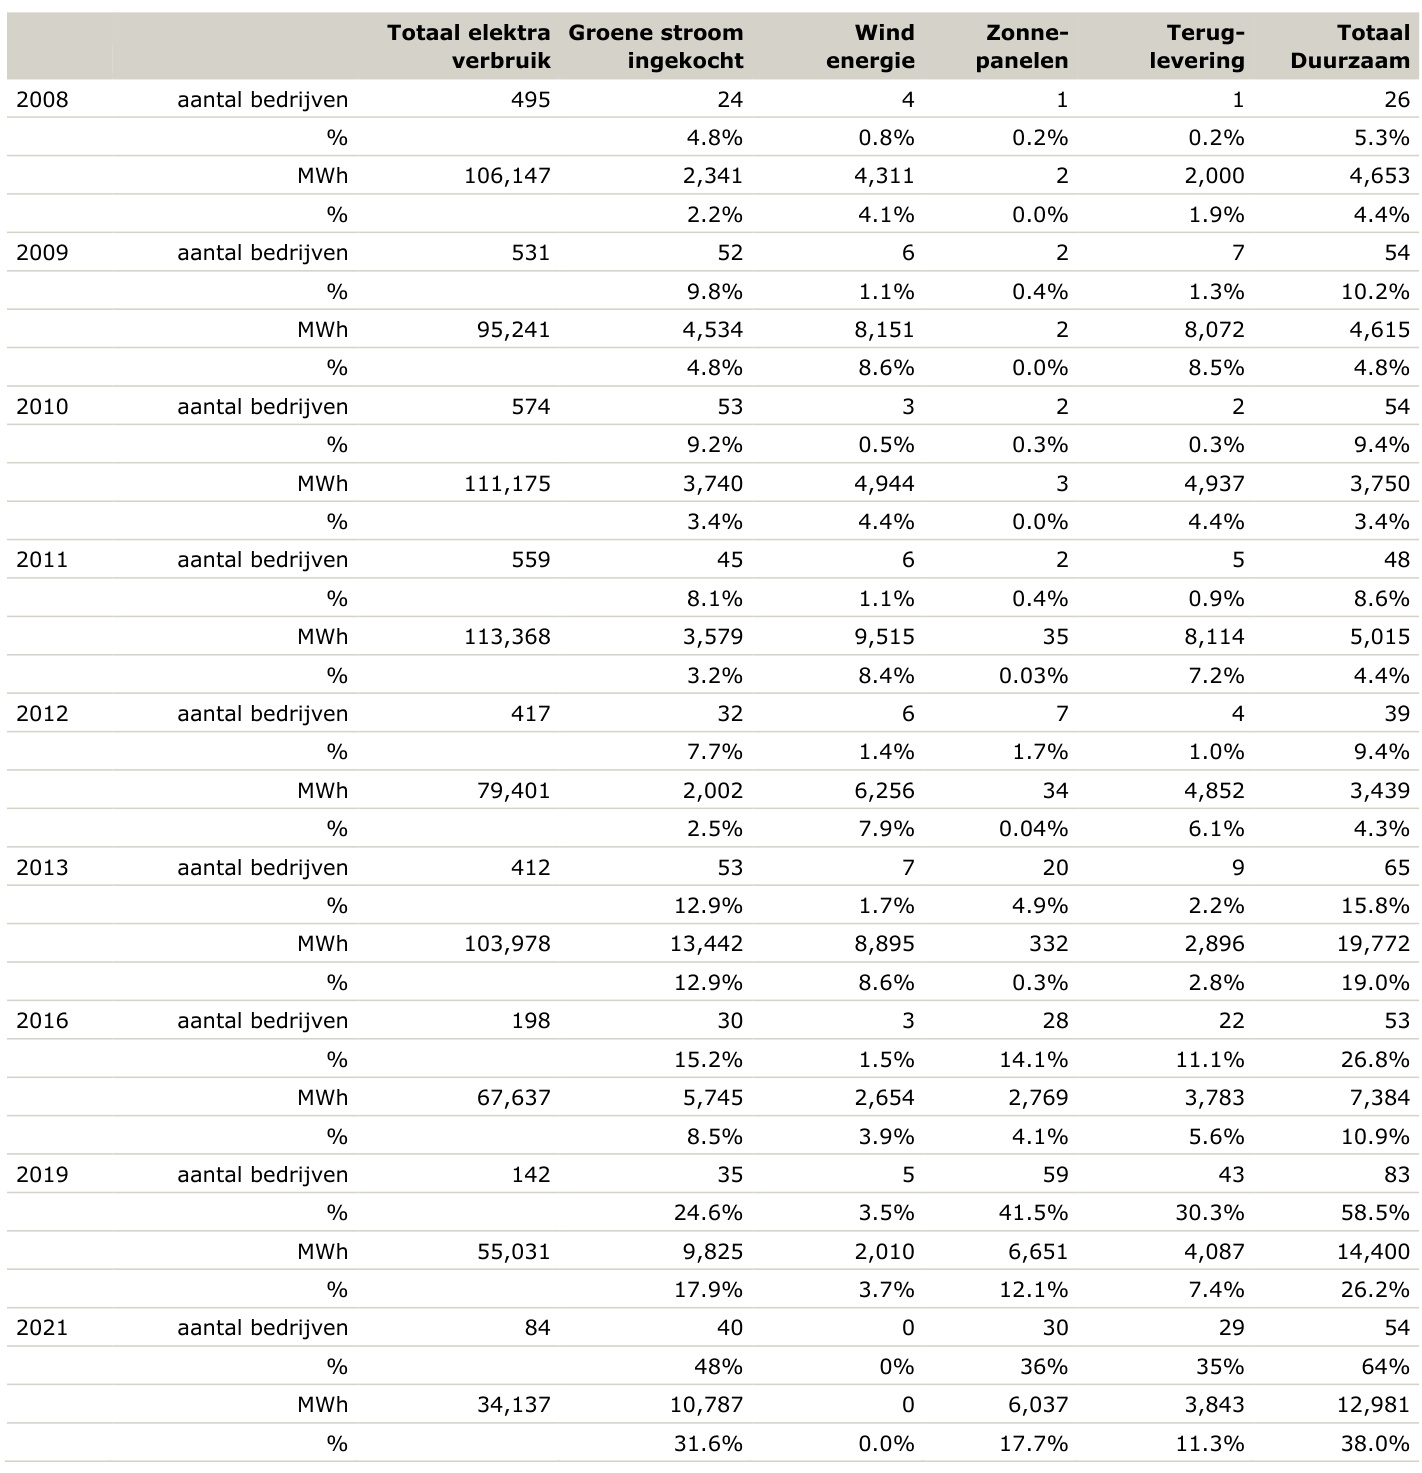 Totaal elektra verbruik Groene stroom ingekocht Wind energie Zonne-panelen Terug-levering Totaal Duurzaam
2008 aantal bedrijven 495 24 4 1 1 26
% 4.8% 0.8% 0.2% 0.2% 5.3%
MWh 106,147 2,341 4,311 2 2,000 4,653
% 2.2% 4.1% 0.0% 1.9% 4.4%
2009 aantal bedrijven 531 52 6 2 7 54
% 9.8% 1.1% 0.4% 1.3% 10.2%
MWh 95,241 4,534 8,151 2 8,072 4,615
% 4.8% 8.6% 0.0% 8.5% 4.8%
2010 aantal bedrijven 574 53 3 2 2 54
% 9.2% 0.5% 0.3% 0.3% 9.4%
MWh 111,175 3,740 4,944 3 4,937 3,750
% 3.4% 4.4% 0.0% 4.4% 3.4%
2011 aantal bedrijven 559 45 6 2 5 48
% 8.1% 1.1% 0.4% 0.9% 8.6%
MWh 113,368 3,579 9,515 35 8,114 5,015
% 3.2% 8.4% 0.03% 7.2% 4.4%
2012 aantal bedrijven 417 32 6 7 4 39
% 7.7% 1.4% 1.7% 1.0% 9.4%
MWh 79,401 2,002 6,256 34 4,852 3,439
% 2.5% 7.9% 0.04% 6.1% 4.3%
2013 aantal bedrijven 412 53 7 20 9 65
% 12.9% 1.7% 4.9% 2.2% 15.8%
MWh 103,978 13,442 8,895 332 2,896 19,772
% 12.9% 8.6% 0.3% 2.8% 19.0%
2016 aantal bedrijven 198 30 3 28 22 53
% 15.2% 1.5% 14.1% 11.1% 26.8%
MWh 67,637 5,745 2,654 2,769 3,783 7,384
% 8.5% 3.9% 4.1% 5.6% 10.9%
2019 aantal bedrijven 142 35 5 59 43 83
% 24.6% 3.5% 41.5% 30.3% 58.5%
MWh 55,031 9,825 2,010 6,651 4,087 14,400
% 17.9% 3.7% 12.1% 7.4% 26.2%
2021 aantal bedrijven 84 40 0 30 29 54
% 48% 0% 36% 35% 64%
MWh 34,137 10,787 0 6,037 3,843 12,981
% 31.6% 0.0% 17.7% 11.3% 38.0%